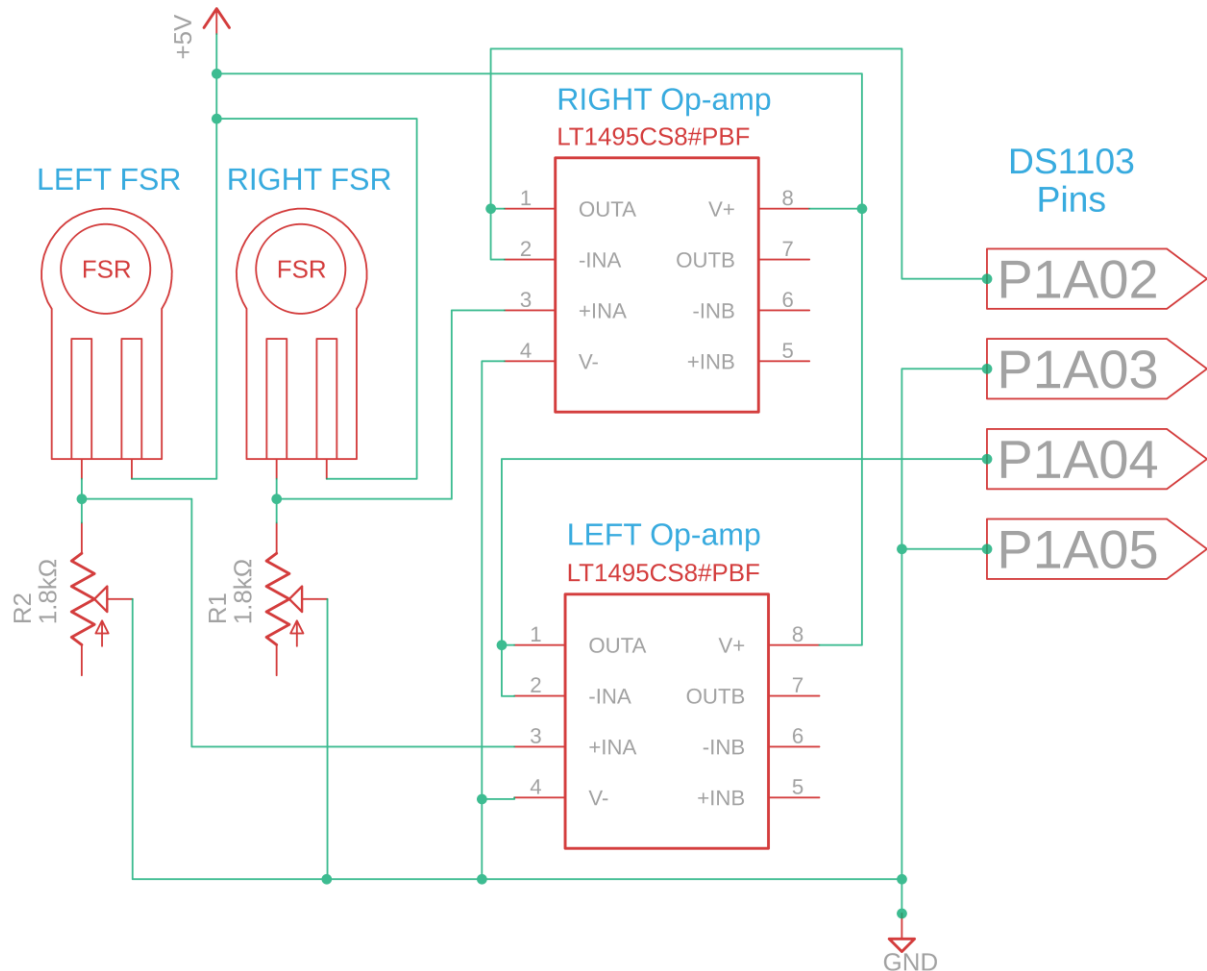 +5V
RIGHT Op-amp
LT1495CS8#PBF
DS1103
Pins
LEFT FSR
RIGHT FSR
FSR
FSR
1
OUTA
V+
8
2
-INA
OUTB
7
3
+INA
-INB
6
4
V-
+INB
5
P1A02
P1A03
P1A04
P1A05
LEFT Op-amp
LT1495CS8#PBF
R2
1.8kΩ
R1
1.8kΩ
1
OUTA
V+
8
2
-INA
OUTB
7
3
+INA
-INB
6
4
V-
+INB
5
GND